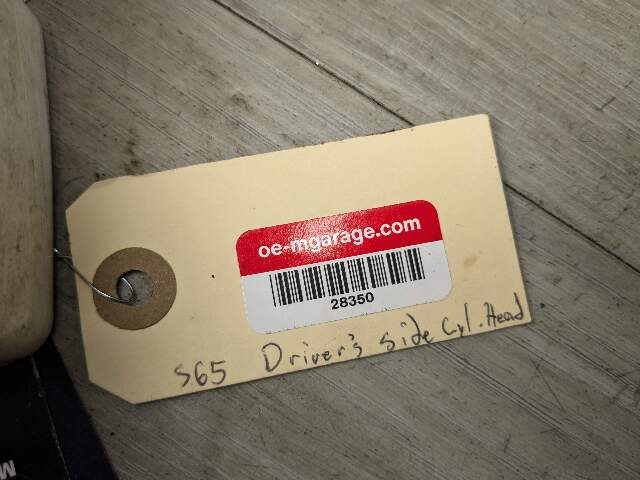 oe-mgarage.com
28350
S65 Driver's side Cyl. Head
M